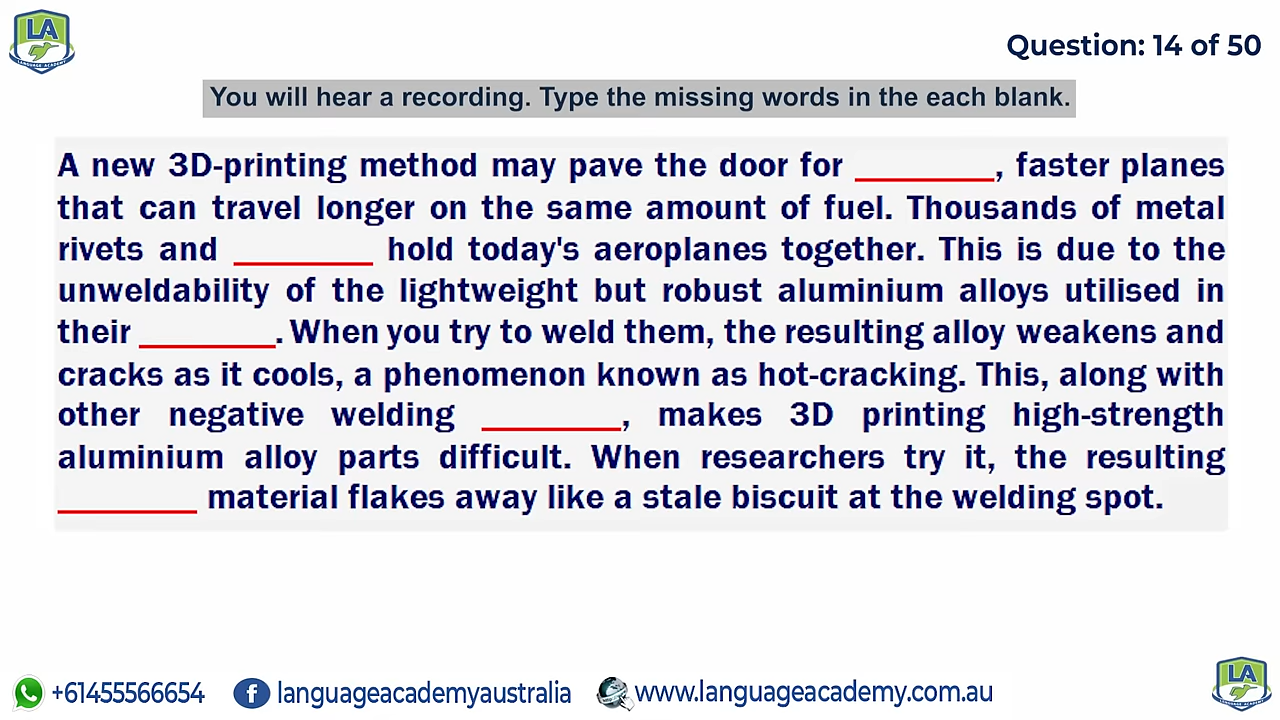 LA
LANGUAGE ACADEMY
Question: 14 of 50
You will hear a recording. Type the missing words in the each blank.
A new 3D-printing method may pave the door for ________, faster planes
that can travel longer on the same amount of fuel. Thousands of metal
rivets and ________ hold today's aeroplanes together. This is due to the
unweldability of the lightweight but robust aluminium alloys utilised in
their ________. When you try to weld them, the resulting alloy weakens and
cracks as it cools, a phenomenon known as hot-cracking. This, along with
other negative welding ________, makes 3D printing high-strength
aluminium alloy parts difficult. When researchers try it, the resulting
________ material flakes away like a stale biscuit at the welding spot.
+61455566654 languageacademyaustralia www.languageacademy.com.au
LA
LANGUAGE ACADEMY